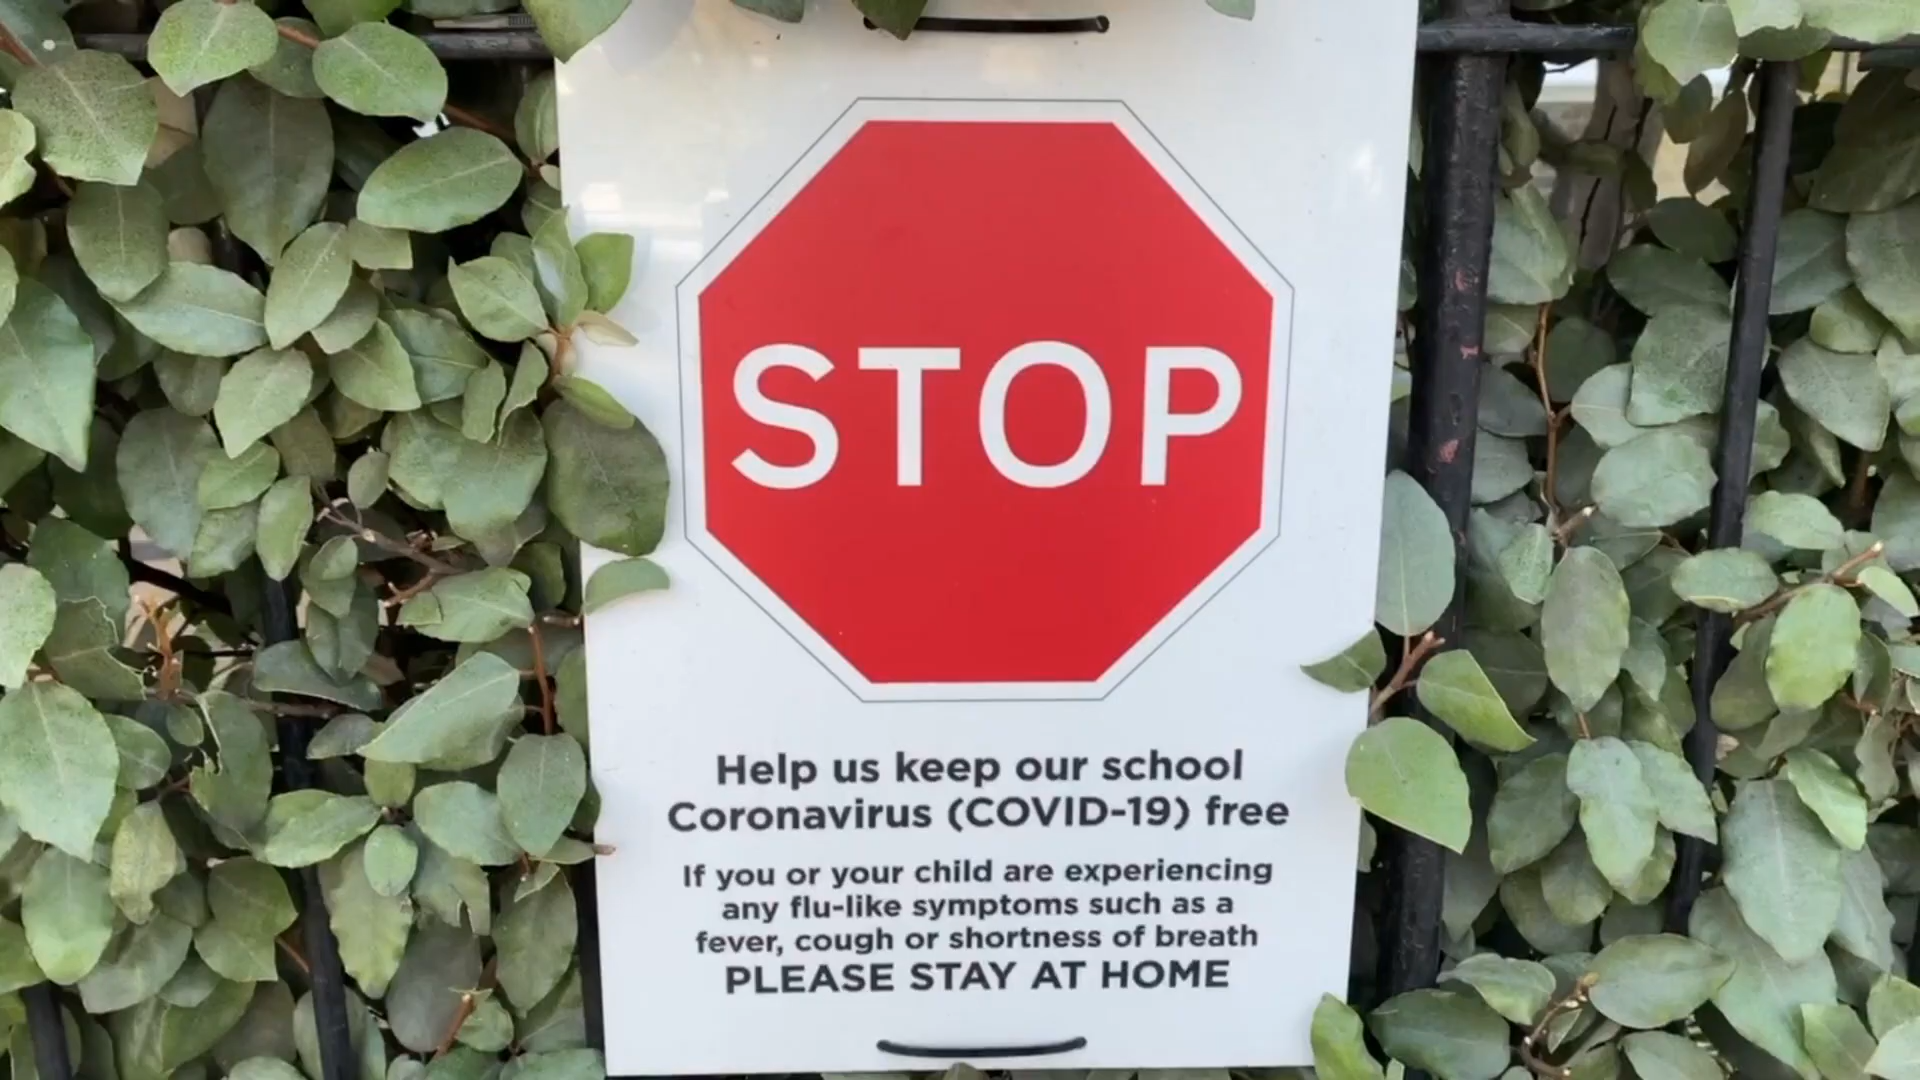 STOP
Help us keep our school
Coronavirus (COVID-19) free
If you or your child are experiencing
any flu-like symptoms such as a
fever, cough or shortness of breath
PLEASE STAY AT HOME